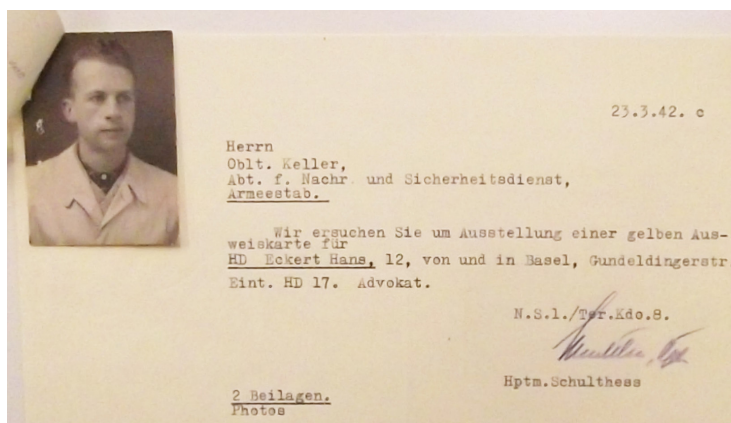 23.3.42. c
Herrn
Oblt. Keller,
Abt. f. Nachr. und Sicherheitsdienst,
Armeestab.
Wir ersuchen Sie um Ausstellung einer gelben Aus-
weiskarte für
HD Eckert Hans, 12, von und in Basel, Gundeldingerstr
Eint. HD 17. Advokat.
N.S.1./Ter.Kdo.8.
Hptm.Schulthess
2 Beilagen.
Photos